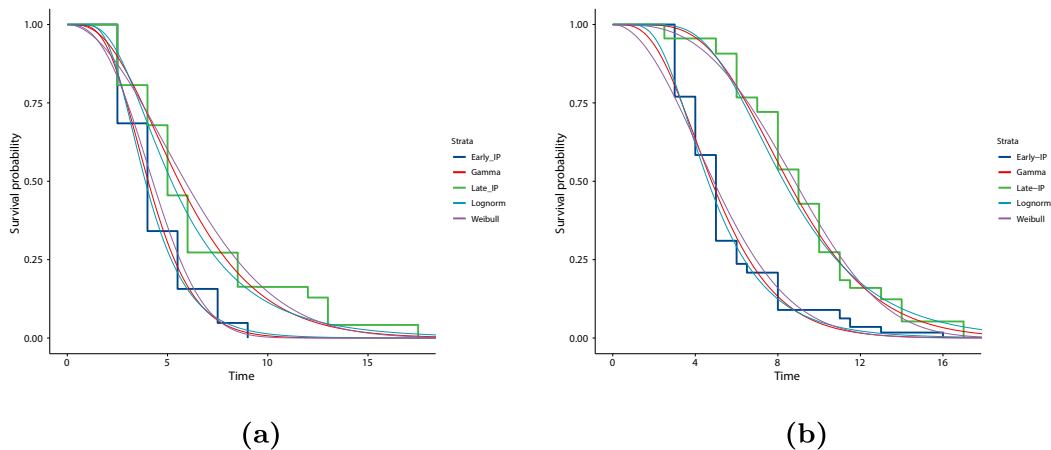 1.00
0.75
0.50
0.25
0.00
Survival probability
0 5 10 15
Time
Strata
Early_IP
Gamma
Late_IP
Lognorm
Weibull
(a)
1.00
0.75
0.50
0.25
0.00
Survival probability
0 4 8 12 16
Time
Strata
Early−IP
Gamma
Late−IP
Lognorm
Weibull
(b)